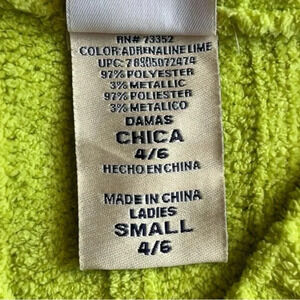 RN# 73352
COLOR:ADRENALINE LIME
UPC: 78905072474
97% POLYESTER
3% METALLIC
97% POLIESTER
3% METALICO
DAMAS
CHICA
4/6
HECHO EN CHINA
MADE IN CHINA
LADIES
SMALL
4/6